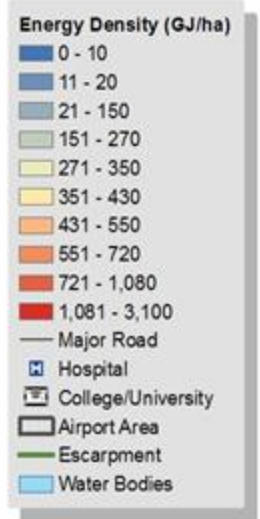 Energy Density (GJ/ha)
0 - 10
11 - 20
21 - 150
151 - 270
271 - 350
351 - 430
431 - 550
551 - 720
721 - 1,080
1,081 - 3,100
Major Road
H Hospital
College/University
Airport Area
Escarpment
Water Bodies